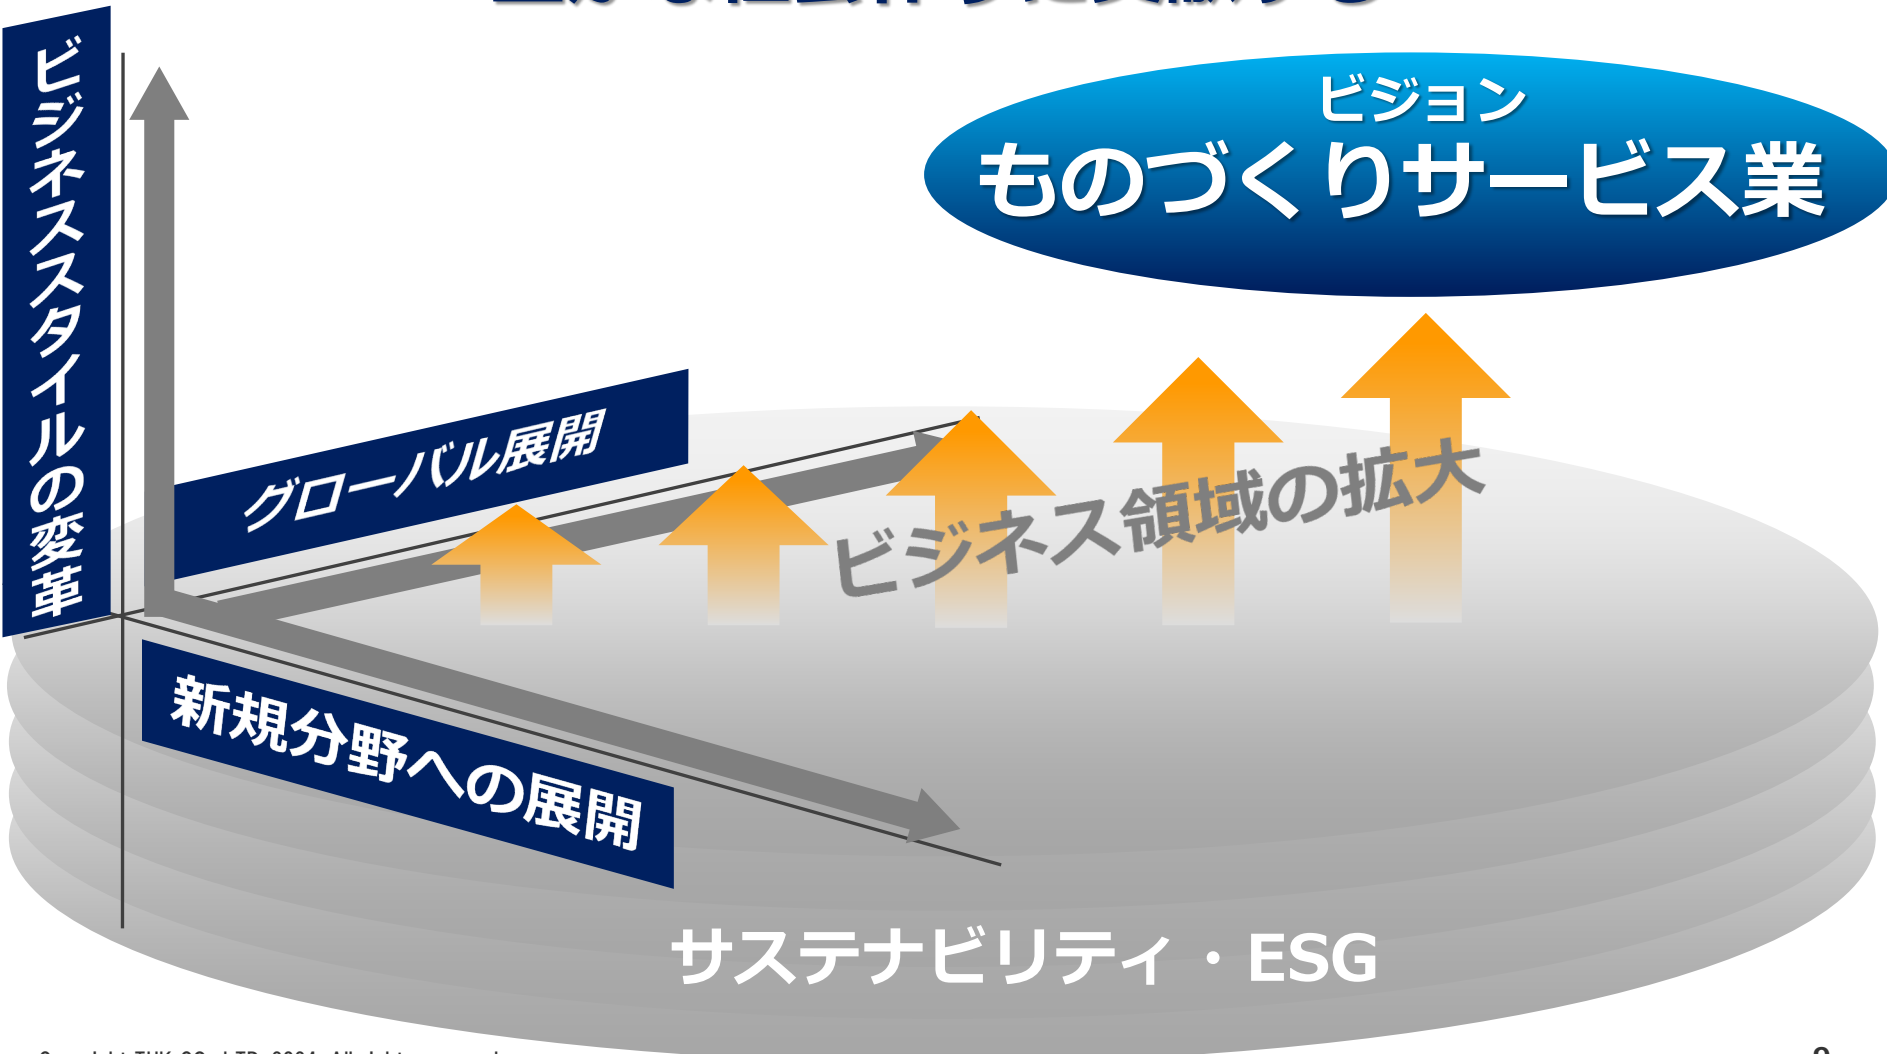 ビジネススタイルの変革
ビジョン
ものづくりサービス業
グローバル展開
ビジネス領域の拡大
新規分野への展開
サステナビリティ・ESG